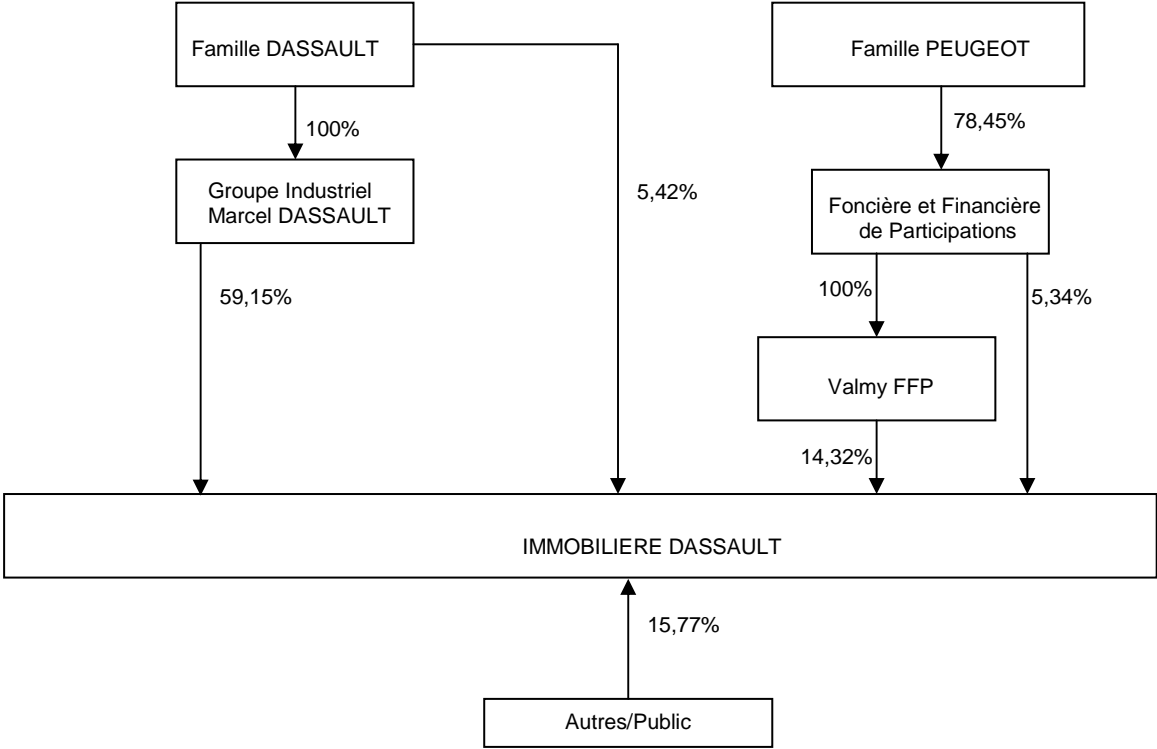 Famille DASSAULT
Famille PEUGEOT
100%
78,45%
Groupe Industriel
Marcel DASSAULT
5,42%
Foncière et Financière
de Participations
59,15%
100%
5,34%
Valmy FFP
14,32%
IMMOBILIERE DASSAULT
15,77%
Autres/Public